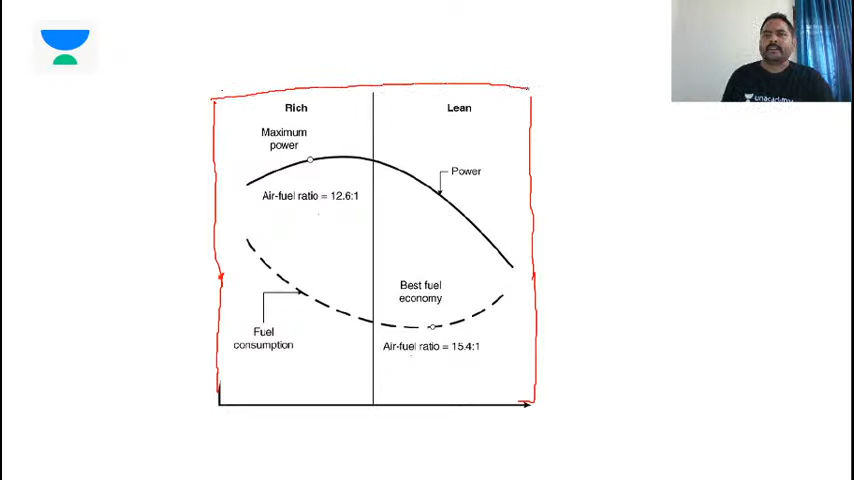 Rich
Lean
Maximum
power
Power
Air-fuel ratio = 12.6:1
Best fuel
economy
Fuel
consumption
Air-fuel ratio = 15.4:1
unacademy